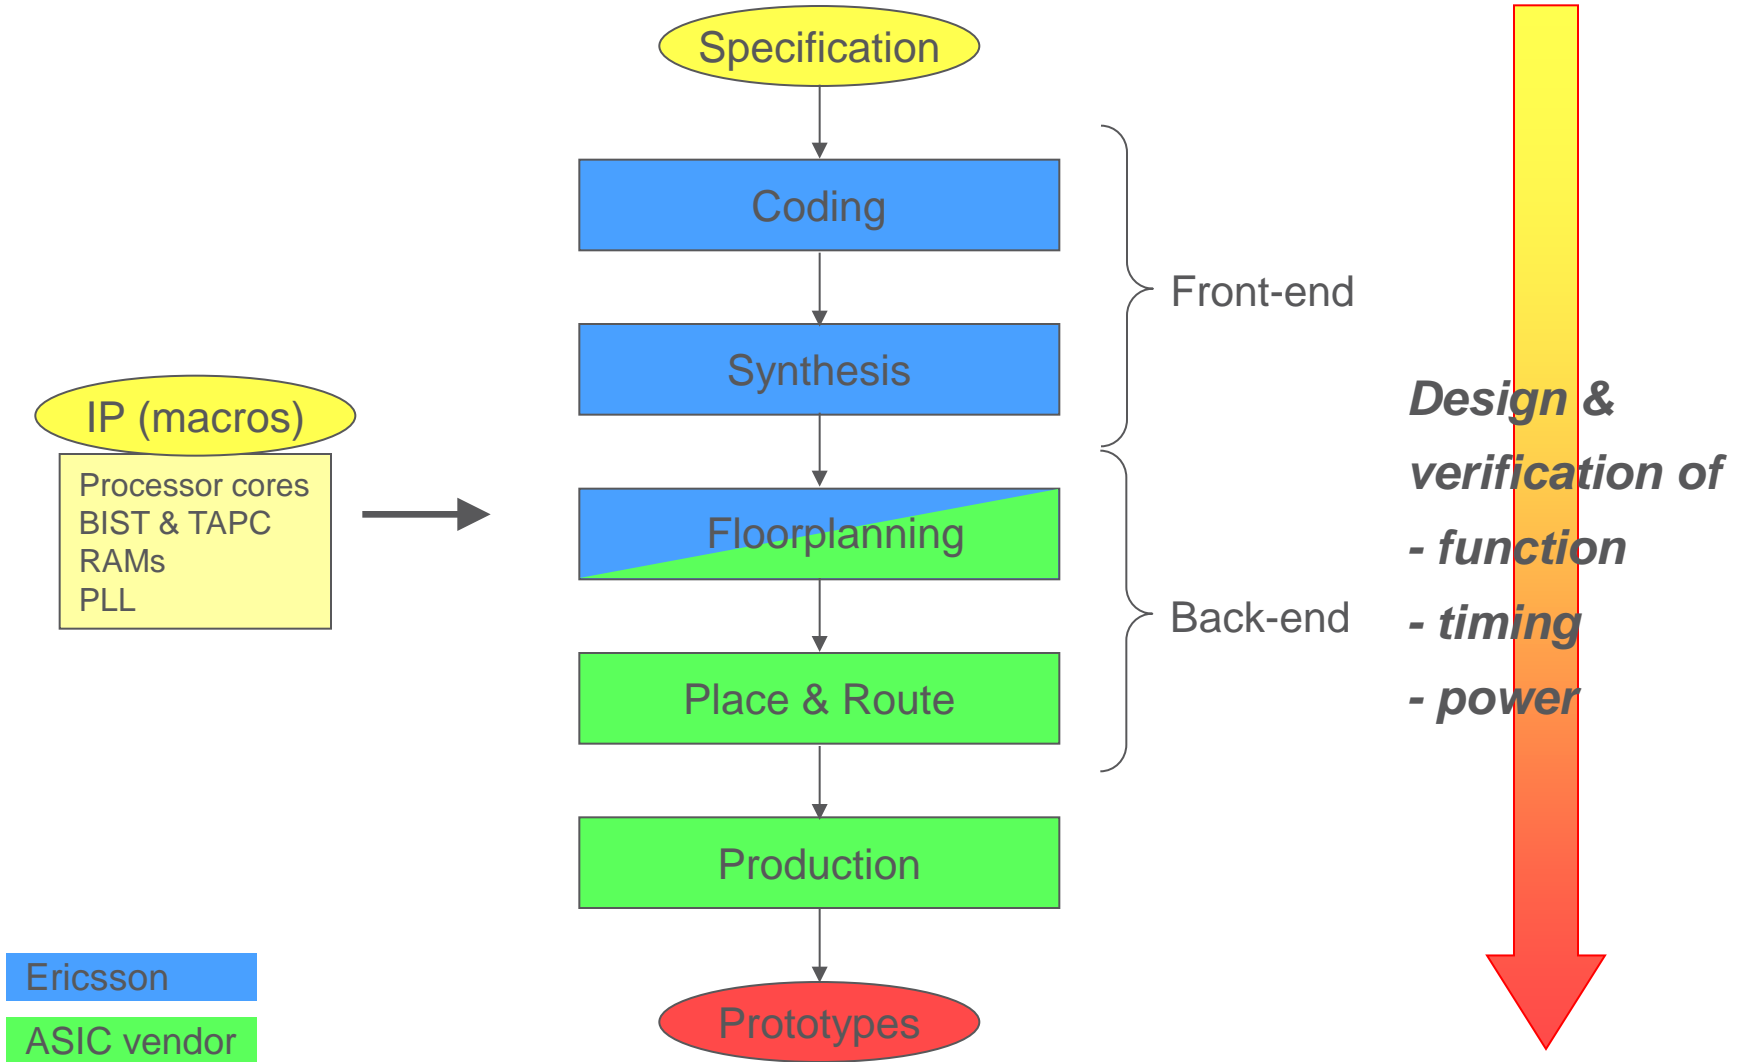 Specification
Coding
Front-end
Synthesis
IP (macros)
Processor cores
BIST & TAPC
RAMs
PLL
Floorplanning
Back-end
Place & Route
Production
Prototypes
Design &
verification of
- function
- timing
- power
Ericsson
ASIC vendor